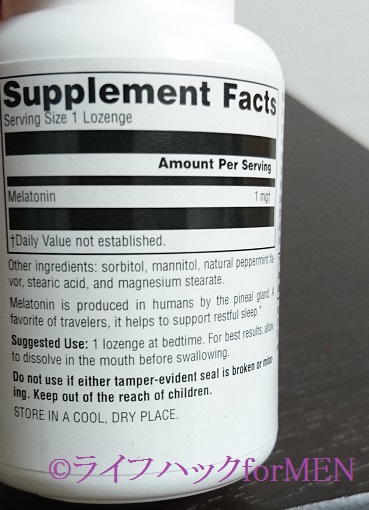 Supplement Facts
Serving Size 1 Lozenge
Amount Per Serving
Melatonin 1 mg†
†Daily Value not established.
Other ingredients: sorbitol, mannitol, natural peppermint fla-
vor, stearic acid, and magnesium stearate.
Melatonin is produced in humans by the pineal gland. A
favorite of travelers, it helps to support restful sleep.*
Suggested Use: 1 lozenge at bedtime. For best results, allow
to dissolve in the mouth before swallowing.
Do not use if either tamper-evident seal is broken or miss-
ing. Keep out of the reach of children.
STORE IN A COOL, DRY PLACE.
©ライフハックforMEN